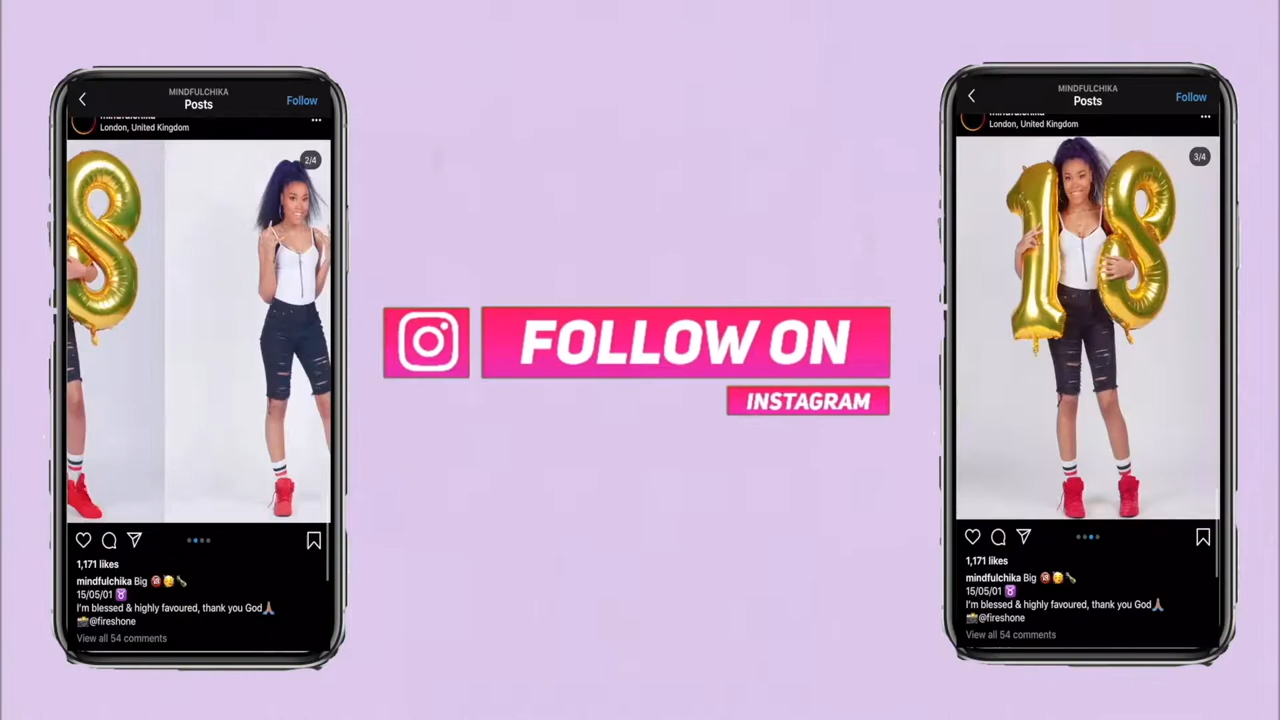 MINDFULCHIKA
Posts
Follow
mindfulchika
London, United Kingdom
2/4
1,171 likes
mindfulchika Big 🔞🥳🍾
15/05/01 ♉
I'm blessed & highly favoured, thank you God🙏🏾
📸@fireshone
View all 54 comments
FOLLOW ON
INSTAGRAM
MINDFULCHIKA
Posts
Follow
mindfulchika
London, United Kingdom
3/4
18
1,171 likes
mindfulchika Big 🔞🥳🍾
15/05/01 ♉
I'm blessed & highly favoured, thank you God🙏🏾
📸@fireshone
View all 54 comments